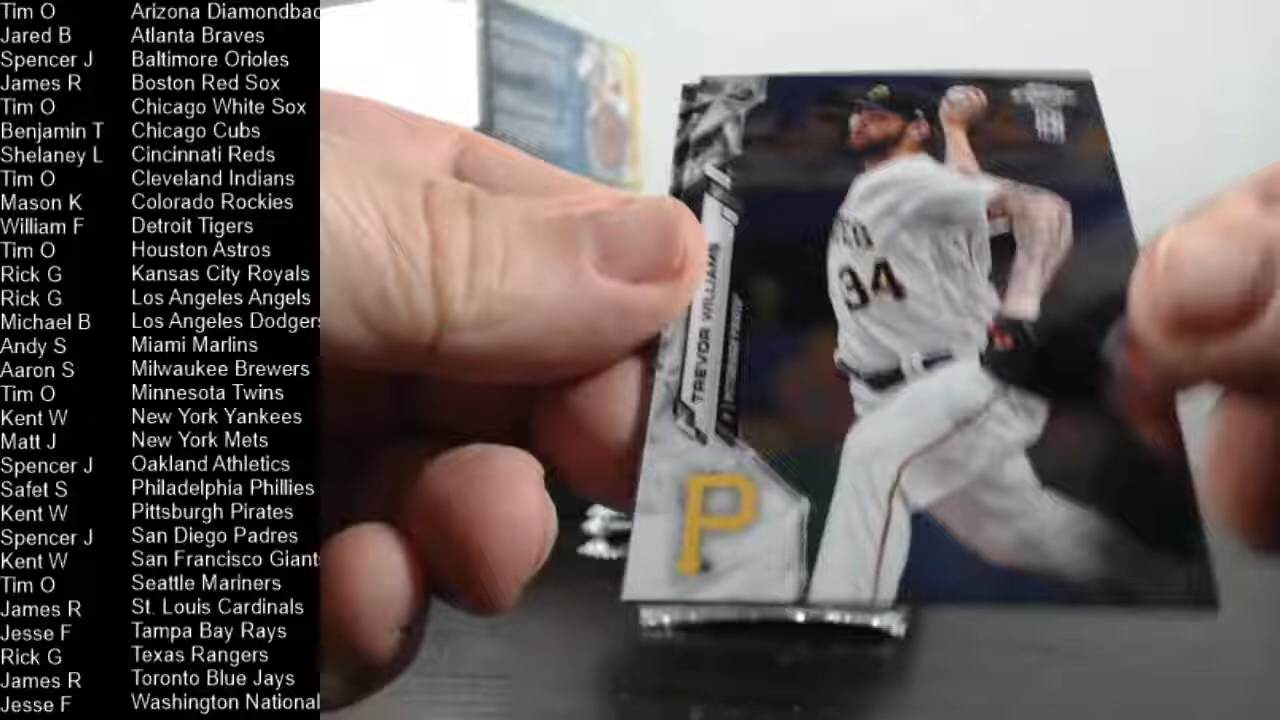 Tim O Arizona Diamondbac
Jared B Atlanta Braves
Spencer J Baltimore Orioles
James R Boston Red Sox
Tim O Chicago White Sox
Benjamin T Chicago Cubs
Shelaney L Cincinnati Reds
Tim O Cleveland Indians
Mason K Colorado Rockies
William F Detroit Tigers
Tim O Houston Astros
Rick G Kansas City Royals
Rick G Los Angeles Angels
Michael B Los Angeles Dodgers
Andy S Miami Marlins
Aaron S Milwaukee Brewers
Tim O Minnesota Twins
Kent W New York Yankees
Matt J New York Mets
Spencer J Oakland Athletics
Safet S Philadelphia Phillies
Kent W Pittsburgh Pirates
Spencer J San Diego Padres
Kent W San Francisco Giants
Tim O Seattle Mariners
James R St. Louis Cardinals
Jesse F Tampa Bay Rays
Rick G Texas Rangers
James R Toronto Blue Jays
Jesse F Washington National
34
TREVOR WILLIAMS
P